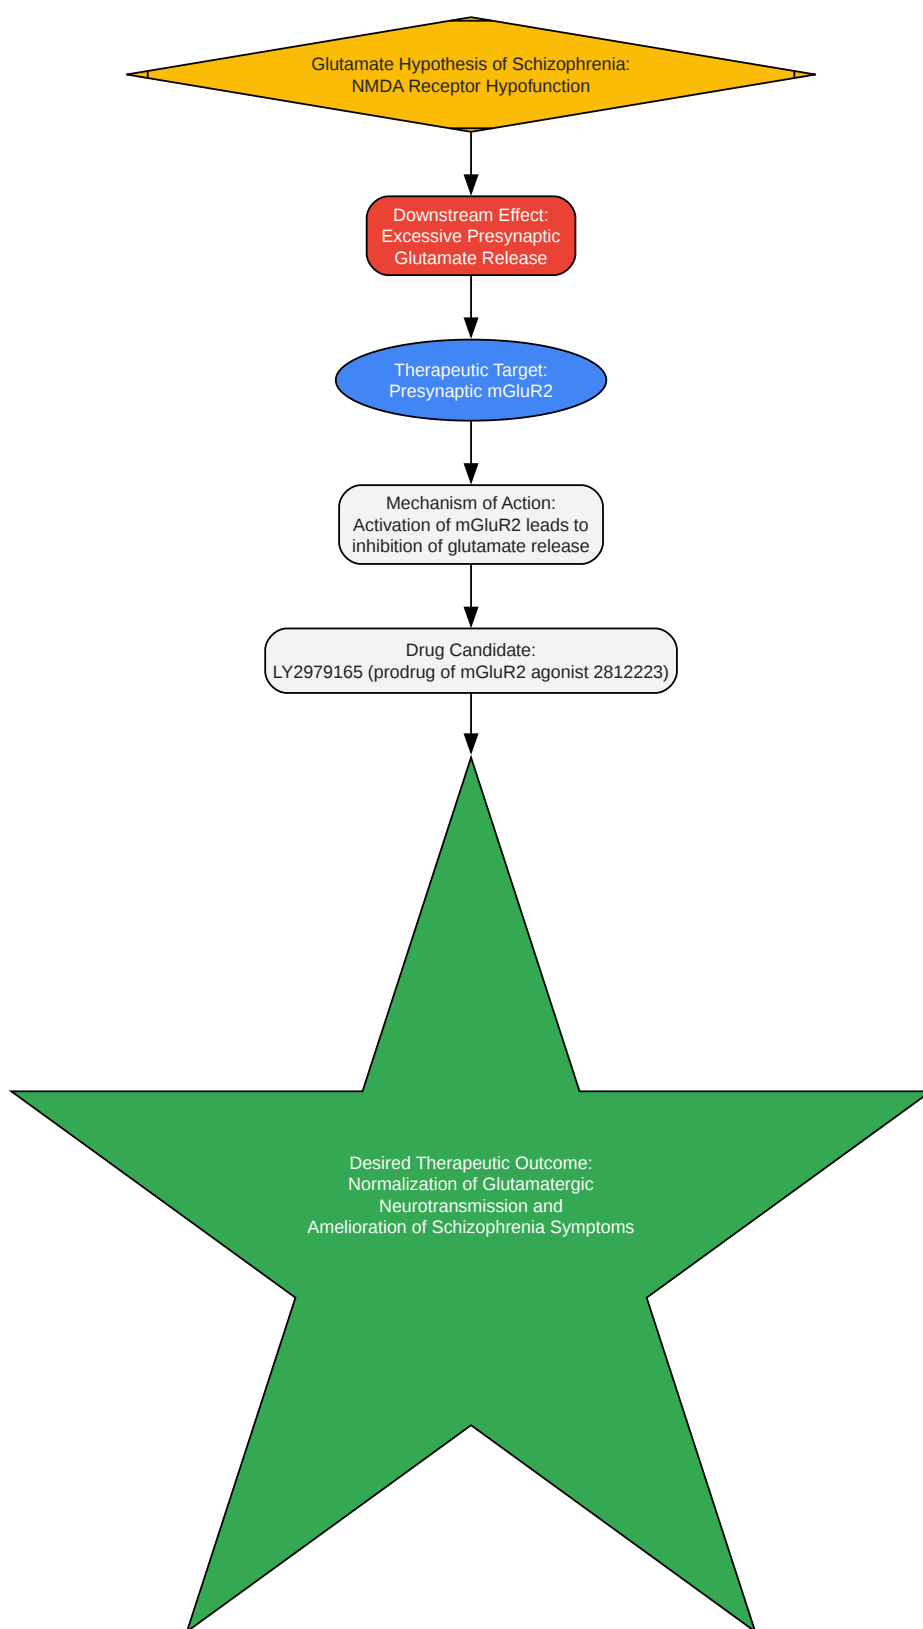 Glutamate Hypothesis of Schizophrenia:
NMDA Receptor Hypofunction
Downstream Effect:
Excessive Presynaptic
Glutamate Release
Therapeutic Target:
Presynaptic mGluR2
Mechanism of Action:
Activation of mGluR2 leads to
inhibition of glutamate release
Drug Candidate:
LY2979165 (prodrug of mGluR2 agonist 2812223)
Desired Therapeutic Outcome:
Normalization of Glutamatergic
Neurotransmission and
Amelioration of Schizophrenia Symptoms